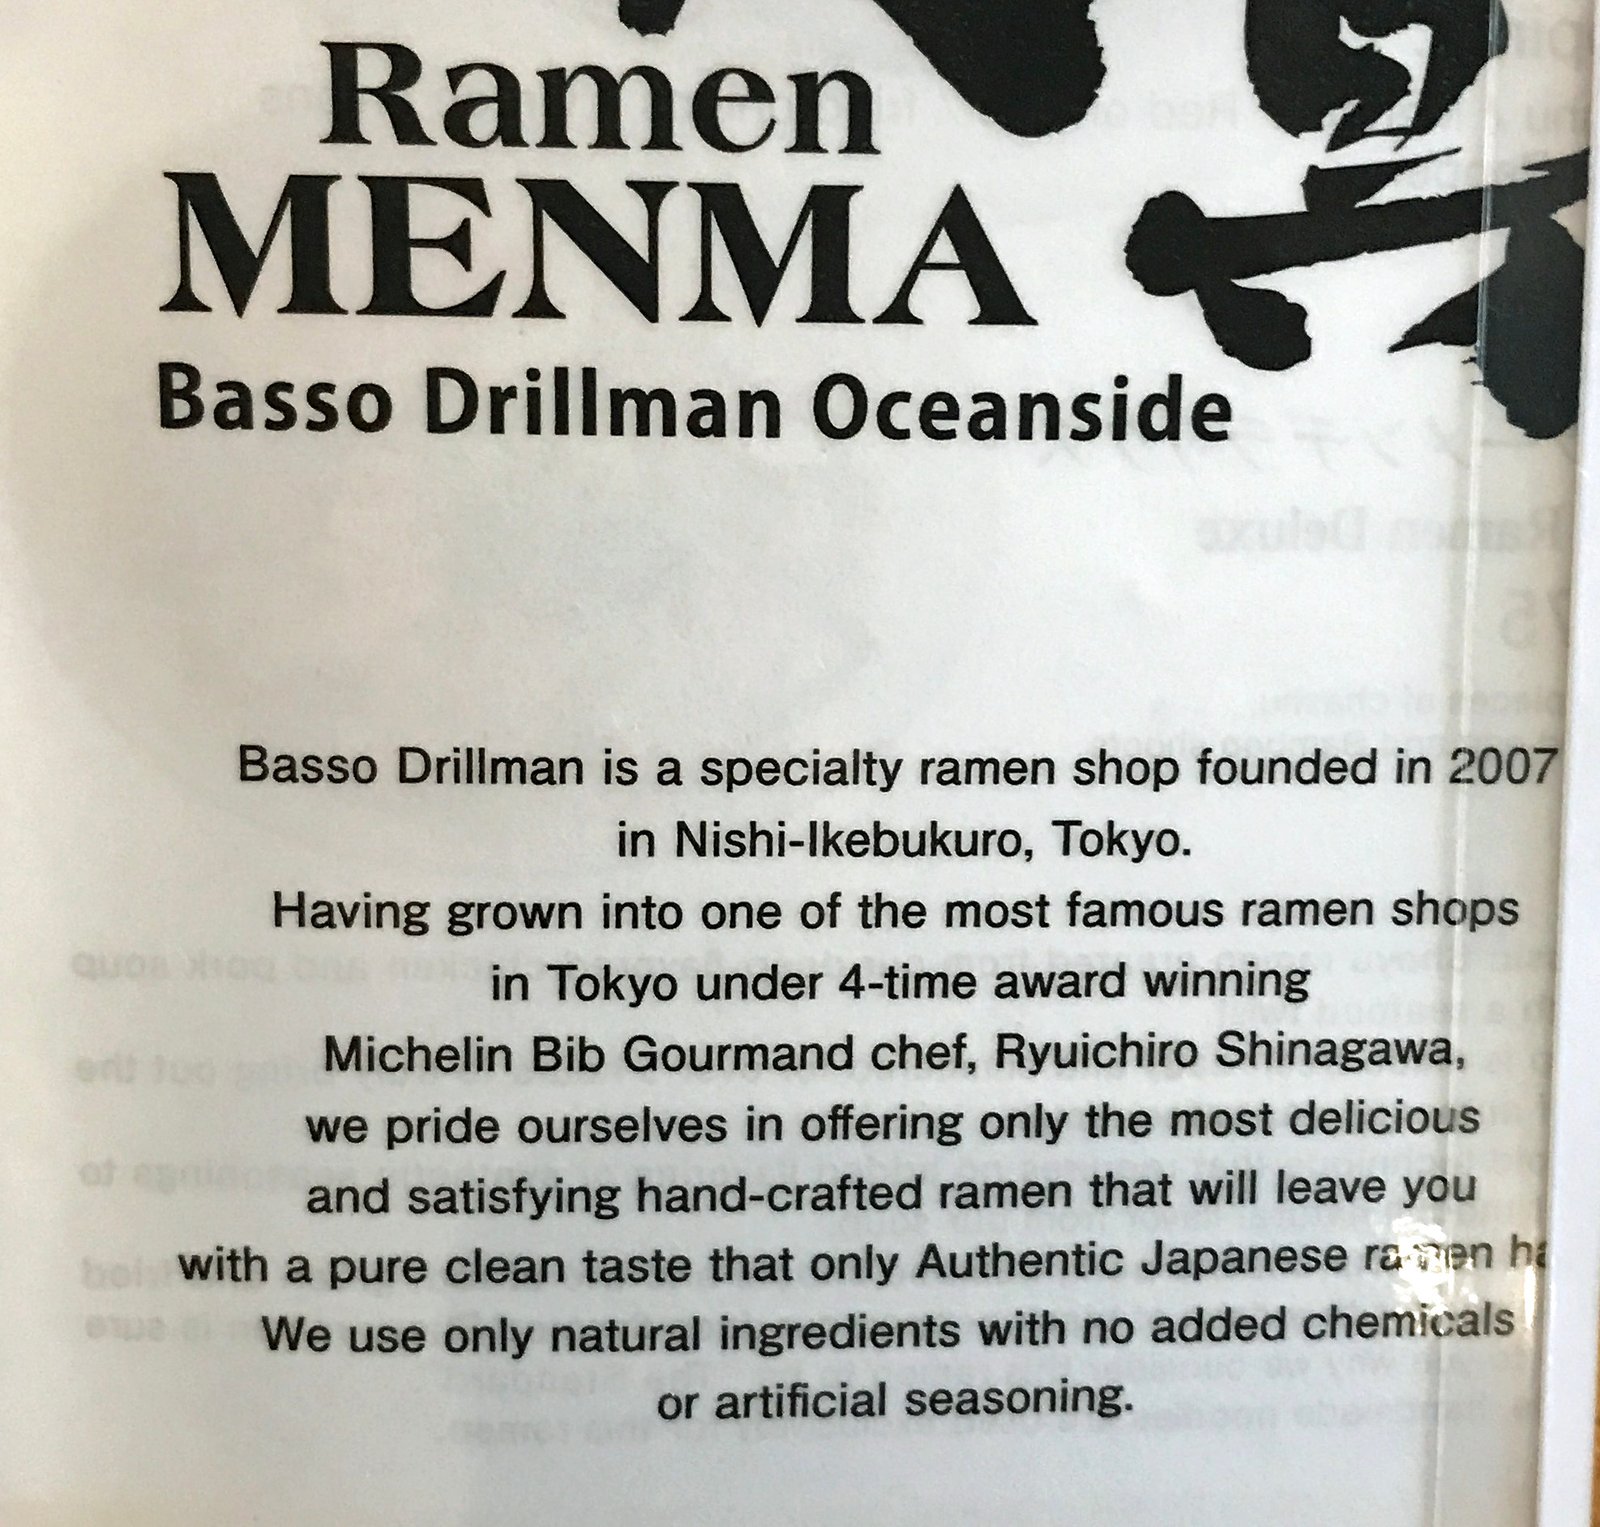 Ramen
MENMA
Basso Drillman Oceanside
Basso Drillman is a specialty ramen shop founded in 2007
in Nishi-Ikebukuro, Tokyo.
Having grown into one of the most famous ramen shops
in Tokyo under 4-time award winning
Michelin Bib Gourmand chef, Ryuichiro Shinagawa,
we pride ourselves in offering only the most delicious
and satisfying hand-crafted ramen that will leave you
with a pure clean taste that only Authentic Japanese ramen
We use only natural ingredients with no added chemicals
or artificial seasoning.